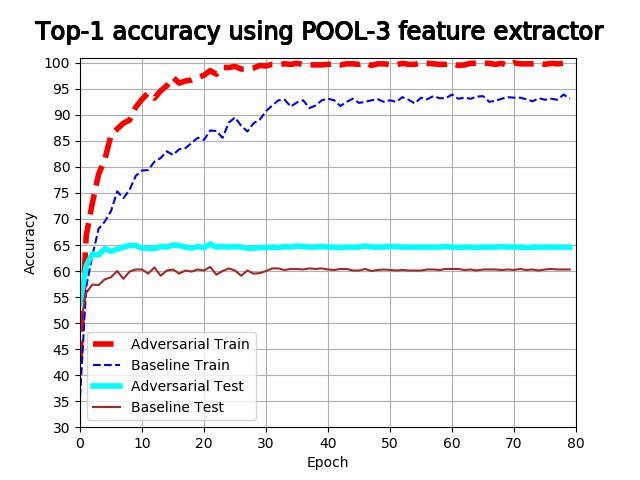 Top-1 accuracy using POOL-3 feature extractor
100
95
90
85
80
75
70
65
60
55
50
45
40
35
30
Accuracy
Adversarial Train
Baseline Train
Adversarial Test
Baseline Test
0 10 20 30 40 50 60 70 80
Epoch